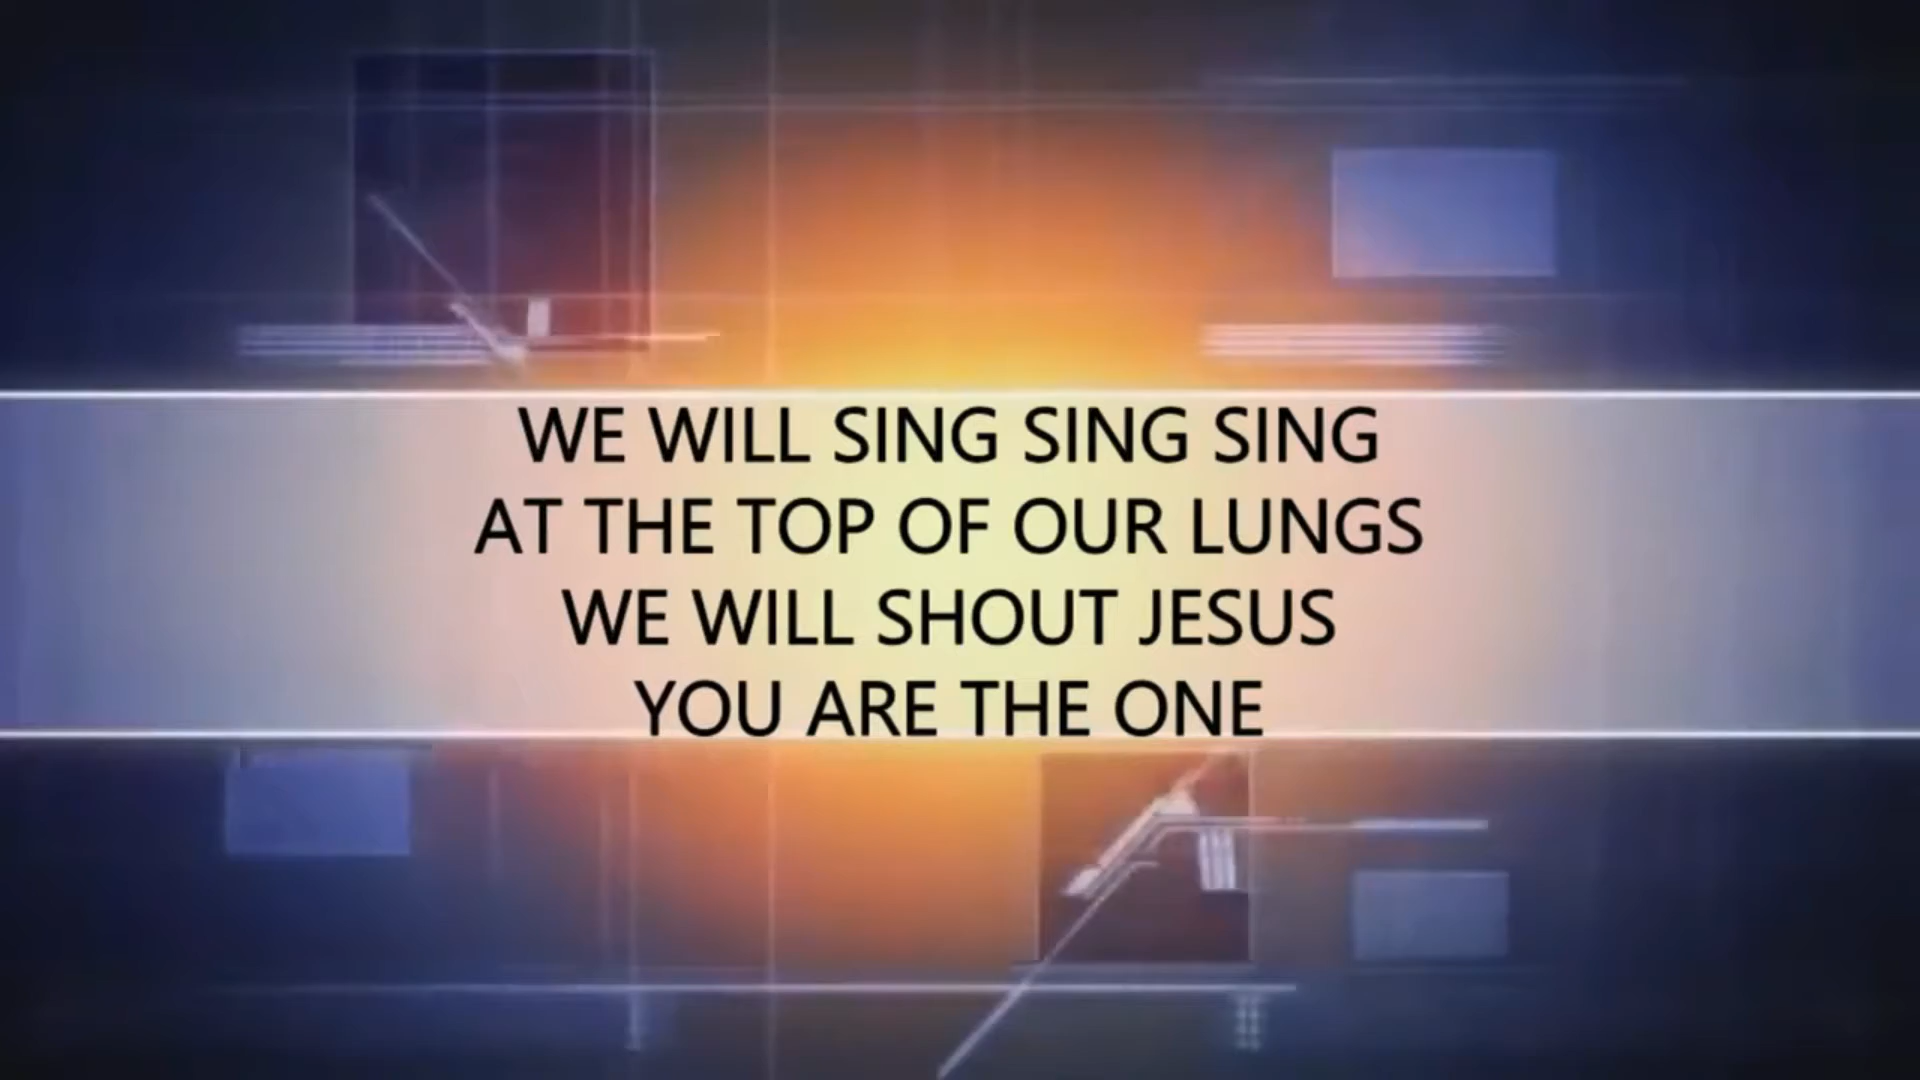 WE WILL SING SING SING
AT THE TOP OF OUR LUNGS
WE WILL SHOUT JESUS
YOU ARE THE ONE